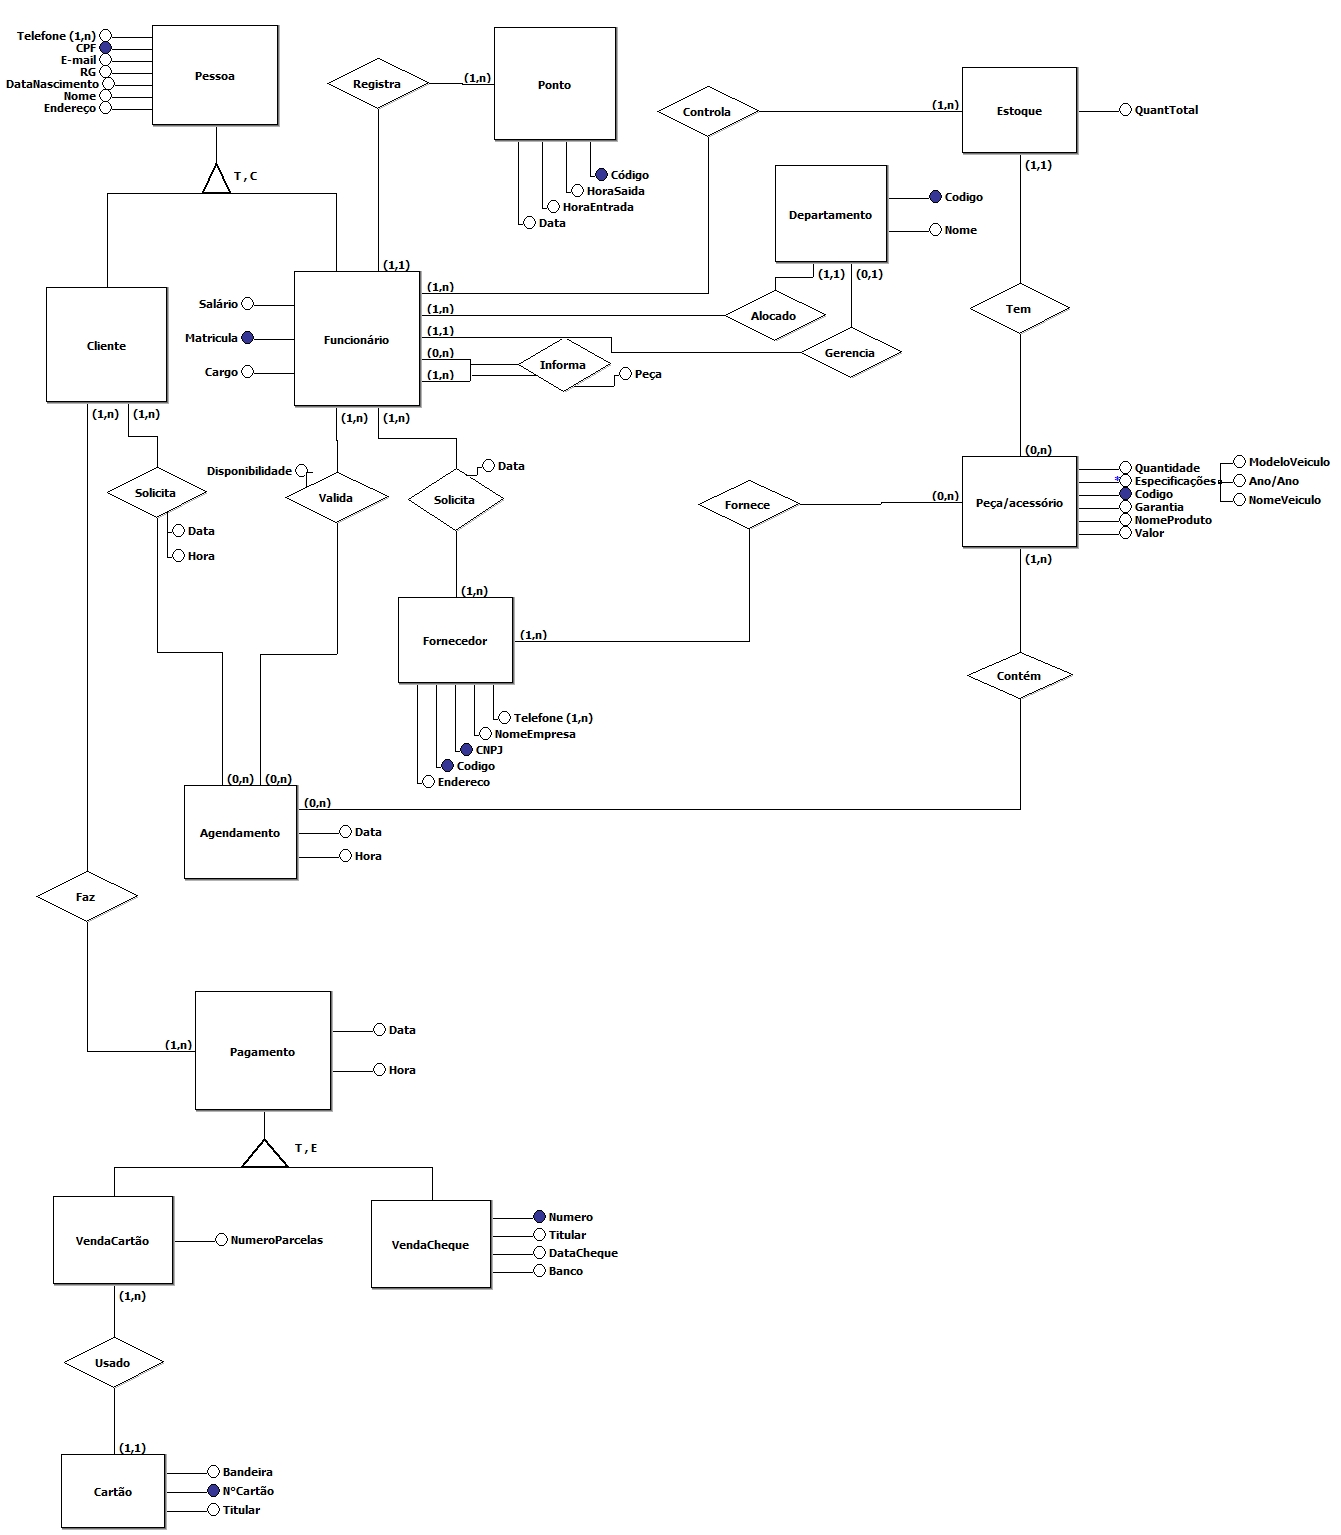 Telefone (1,n)
CPF
E-mail
RG
DataNascimento
Nome
Endereço
Pessoa
T,C
Registra
(1,n)
Ponto
Código
HoraSaida
HoraEntrada
Data
Controla
(1,n)
Estoque
QuantTotal
(1,1)
Departamento
Codigo
Nome
(1,1)
(0,1)
Cliente
(1,n)
(1,n)
Salário
Matricula
Cargo
Funcionário
(1,1)
(1,n)
(1,n)
(1,1)
(0,n)
(1,n)
(1,n)
(1,n)
Alocado
Gerencia
Informa
Peça
Tem
(0,n)
Solicita
Data
Hora
Disponibilidade
Valida
Solicita
Data
Fornece
(0,n)
Peça/acessório
Quantidade
*Especificações
Codigo
Garantia
NomeProduto
Valor
ModeloVeiculo
Ano/Ano
NomeVeiculo
(1,n)
(1,n)
Fornecedor
(1,n)
Telefone (1,n)
NomeEmpresa
CNPJ
Codigo
Endereco
Contém
(0,n)
(0,n)
(0,n)
Agendamento
Data
Hora
Faz
(1,n)
Pagamento
Data
Hora
T,E
VendaCartão
NumeroParcelas
(1,n)
VendaCheque
Numero
Titular
DataCheque
Banco
Usado
(1,1)
Cartão
Bandeira
N°Cartão
Titular